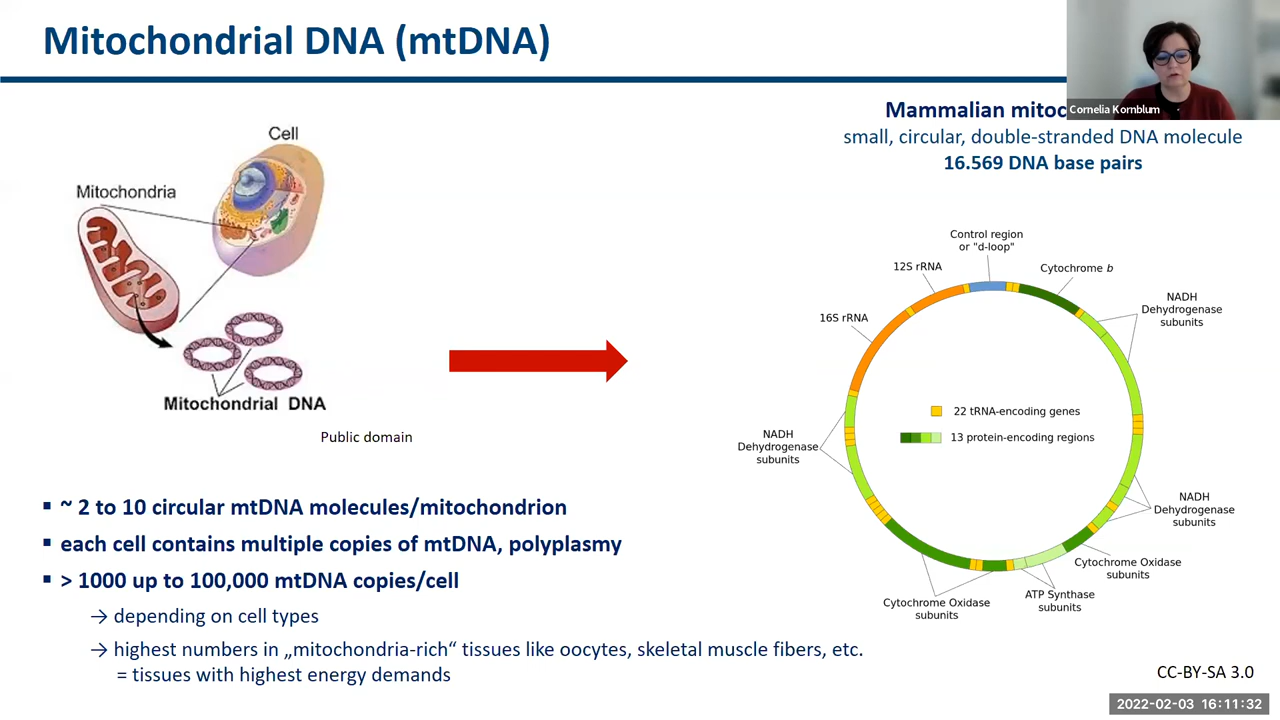 Mitochondrial DNA (mtDNA)
Cornelia Kornblum
Mammalian
small, circular, double-stranded DNA molecule
16.569 DNA base pairs
Cell
Mitochondria
Mitochondrial DNA
Public domain
Control region
or "d-loop"
12S rRNA
Cytochrome b
16S rRNA
NADH
Dehydrogenase
subunits
22 tRNA-encoding genes
13 protein-encoding regions
NADH
Dehydrogenase
subunits
NADH
Dehydrogenase
subunits
Cytochrome Oxidase
subunits
ATP Synthase
subunits
Cytochrome Oxidase
subunits
▪ ~ 2 to 10 circular mtDNA molecules/mitochondrion
▪ each cell contains multiple copies of mtDNA, polyplasmy
▪ > 1000 up to 100,000 mtDNA copies/cell
→ depending on cell types
→ highest numbers in „mitochondria-rich“ tissues like oocytes, skeletal muscle fibers, etc.
= tissues with highest energy demands
CC-BY-SA 3.0
2022-02-03 16:11:32